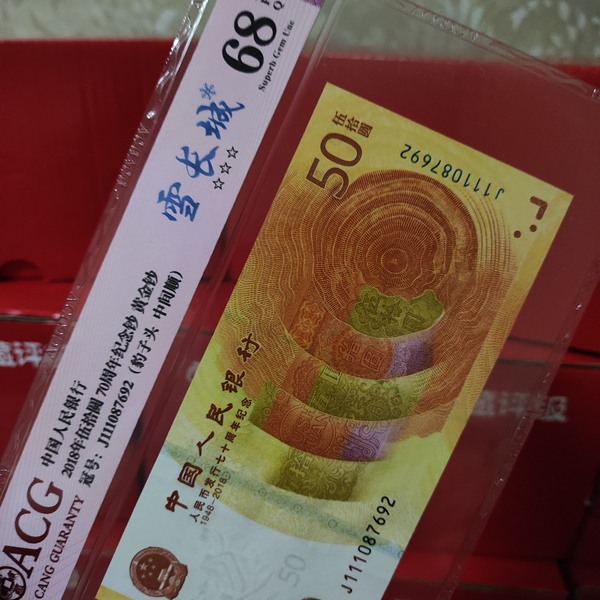 68
Superb Gem Unc
雪长城*
☆☆☆
中国人民银行
2018年伍拾圆 70周年纪念钞 黄金钞
冠号: J111087692 (豹子头 中间顺)
ACG
CANG GUARANTY
50
伍拾圆
J111087692
中国人民银行
人民币发行七十周年纪念
1948-2018
50
J111087692